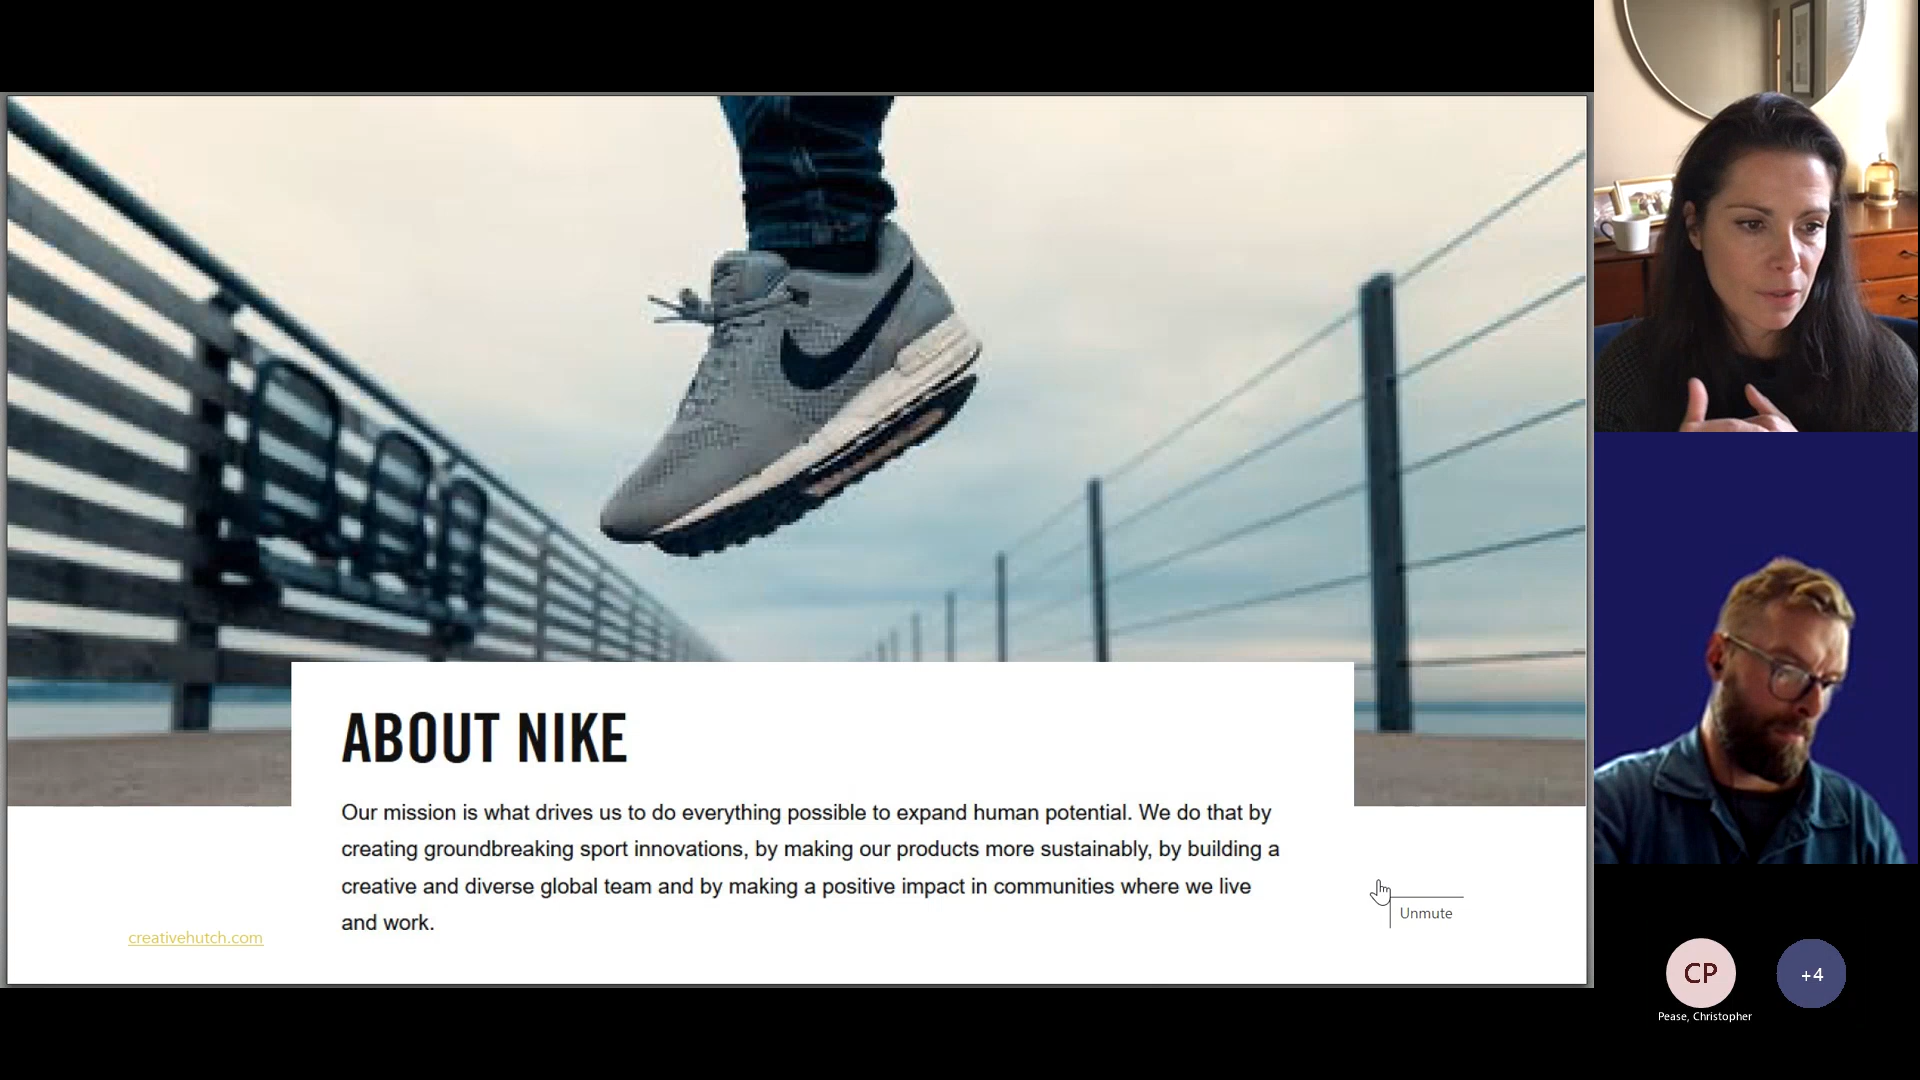 ABOUT NIKE
Our mission is what drives us to do everything possible to expand human potential. We do that by
creating groundbreaking sport innovations, by making our products more sustainably, by building a
creative and diverse global team and by making a positive impact in communities where we live
and work.
creativehutch.com
Unmute
CP
+4
Pease, Christopher